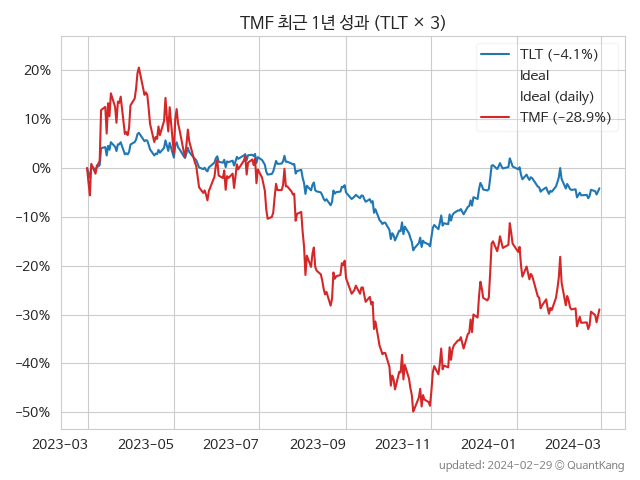 TMF 최근 1년 성과 (TLT × 3)
TLT (−4.1%)
Ideal
Ideal (daily)
TMF (−28.9%)
20%
10%
0%
−10%
−20%
−30%
−40%
−50%
2023−03 2023−05 2023−07 2023−09 2023−11 2024−01 2024−03
updated: 2024−02−29 © QuantKang